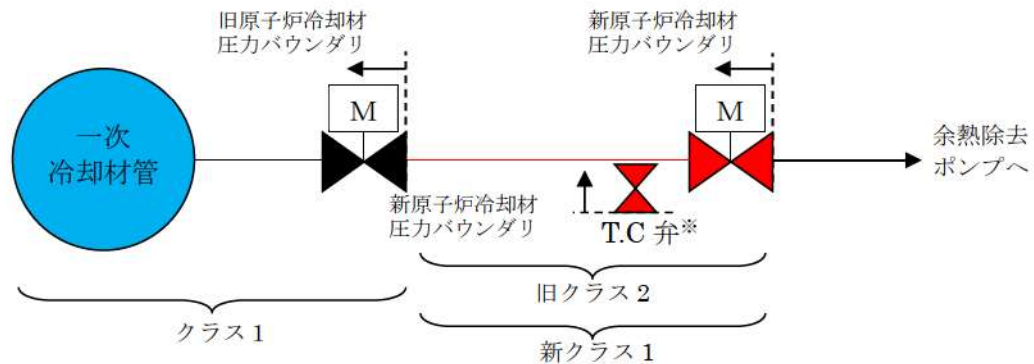 旧原子炉冷却材
圧力バウンダリ
新原子炉冷却材
圧力バウンダリ
M
M
一次
冷却材管
余熱除去
ポンプへ
新原子炉冷却材
圧力バウンダリ
T.C 弁※
旧クラス 2
クラス 1
新クラス 1